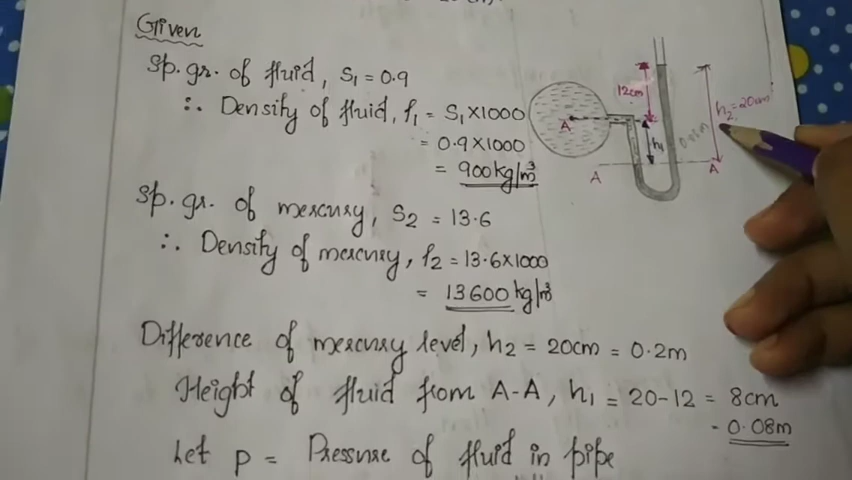 Given
Sp. gr. of fluid, S₁ = 0.9
∴ Density of fluid, ρ₁ = S₁×1000
= 0.9×1000
= 900kg/m³
Sp. gr. of mercury, S₂ = 13.6
∴ Density of mercury, ρ₂ = 13.6×1000
= 13600 kg/m³
12cm
h₂=20cm
A
h₁
0.08m
A
A
Difference of mercury level, h₂ = 20cm = 0.2m
Height of fluid from A-A, h₁ = 20-12 = 8cm
= 0.08m
Let p = Pressure of fluid in pipe